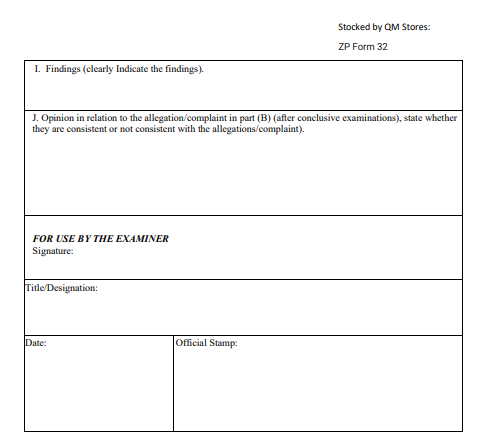 Stocked by QM Stores:
ZP Form 32
I. Findings (clearly Indicate the findings).
J. Opinion in relation to the allegation/complaint in part (B) (after conclusive examinations), state whether
they are consistent or not consistent with the allegations/complaint).
FOR USE BY THE EXAMINER
Signature:
Title/Designation:
Date:
Official Stamp: